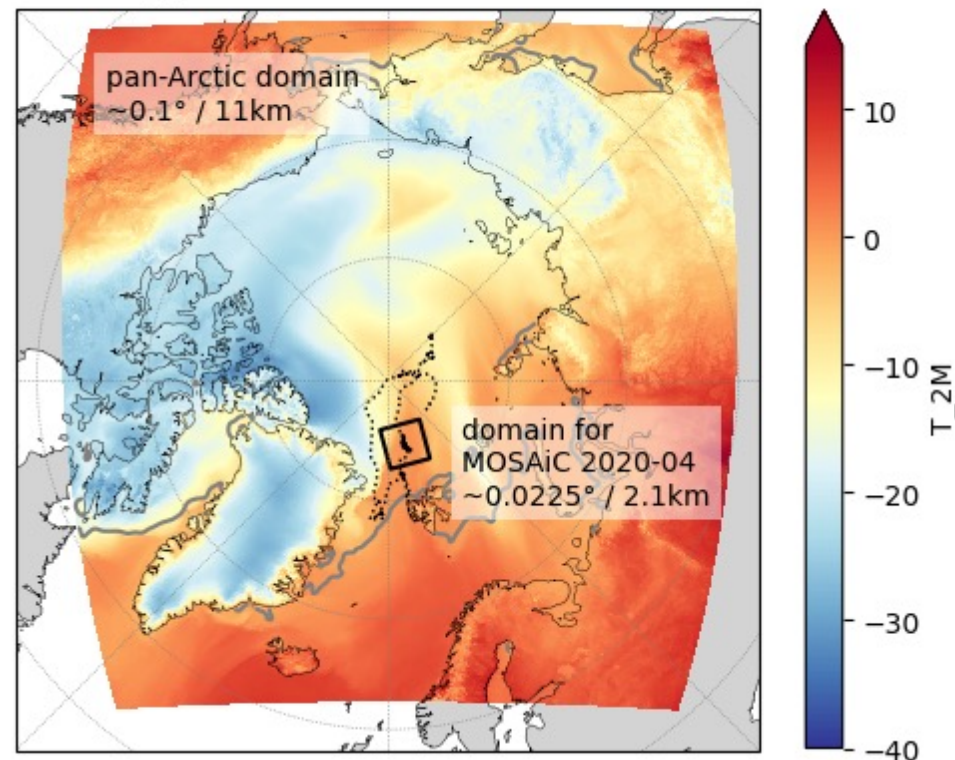 pan-Arctic domain
~0.1° / 11km
domain for
MOSAiC 2020-04
~0.0225° / 2.1km
10
0
−10
−20
−30
−40
T_2M